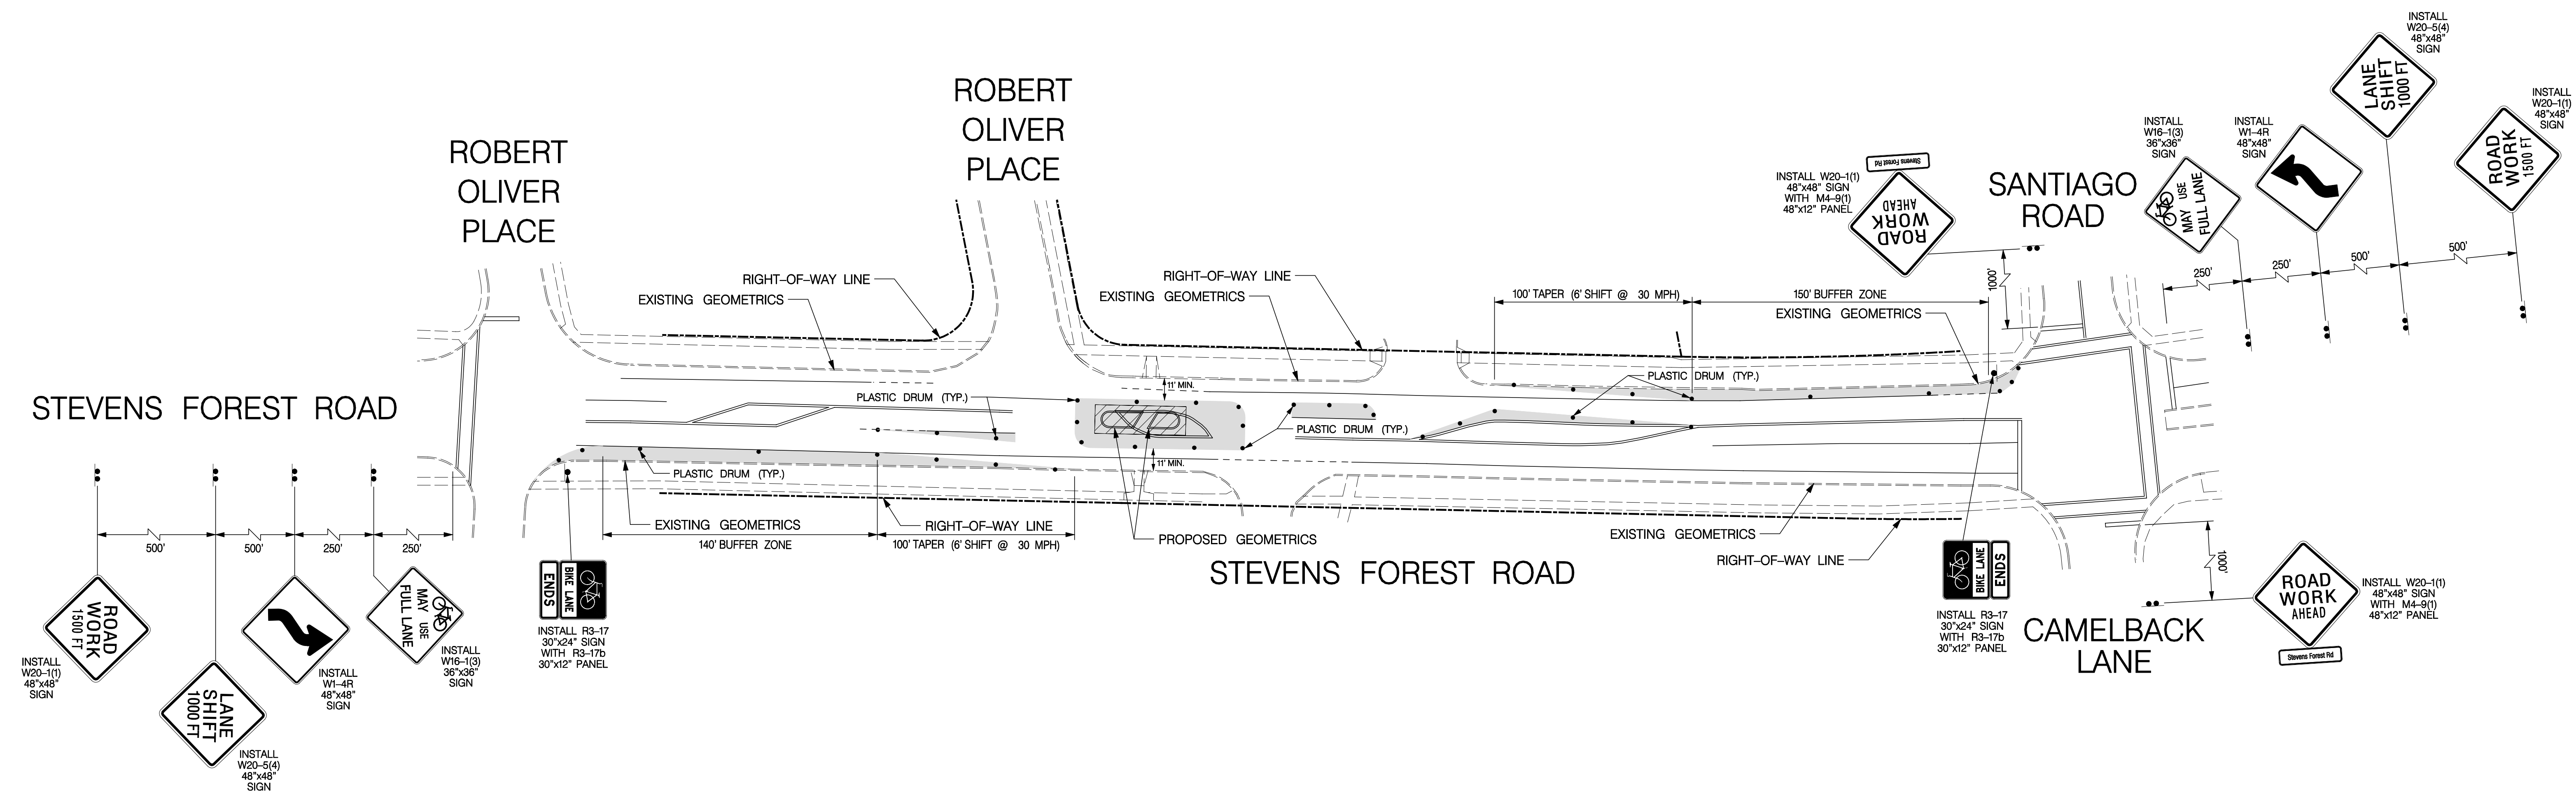 ROBERT
OLIVER
PLACE
ROBERT
OLIVER
PLACE
STEVENS FOREST ROAD
RIGHT-OF-WAY LINE
EXISTING GEOMETRICS
RIGHT-OF-WAY LINE
EXISTING GEOMETRICS
100' TAPER (6' SHIFT @ 30 MPH)
150' BUFFER ZONE
EXISTING GEOMETRICS
PLASTIC DRUM (TYP.)
PLASTIC DRUM (TYP.)
PLASTIC DRUM (TYP.)
PLASTIC DRUM (TYP.)
11' MIN.
11' MIN.
EXISTING GEOMETRICS
RIGHT-OF-WAY LINE
140' BUFFER ZONE
100' TAPER (6' SHIFT @ 30 MPH)
PROPOSED GEOMETRICS
STEVENS FOREST ROAD
EXISTING GEOMETRICS
RIGHT-OF-WAY LINE
500'
500'
250'
250'
ROAD
WORK
1500 FT
INSTALL
W20-1(1)
48"x48"
SIGN
LANE
SHIFT
1000 FT
INSTALL
W20-5(4)
48"x48"
SIGN
INSTALL
W1-4R
48"x48"
SIGN
MAY USE
FULL LANE
INSTALL
W16-1(3)
36"x36"
SIGN
BIKE LANE
ENDS
INSTALL R3-17
30"x24" SIGN
WITH R3-17b
30"x12" PANEL
BIKE LANE
ENDS
INSTALL R3-17
30"x24" SIGN
WITH R3-17b
30"x12" PANEL
Stevens Forest Rd
ROAD
WORK
AHEAD
INSTALL W20-1(1)
48"x48" SIGN
WITH M4-9(1)
48"x12" PANEL
1000'
SANTIAGO
ROAD
INSTALL
W16-1(3)
36"x36"
SIGN
MAY USE
FULL LANE
INSTALL
W1-4R
48"x48"
SIGN
INSTALL
W20-5(4)
48"x48"
SIGN
LANE
SHIFT
1000 FT
INSTALL
W20-1(1)
48"x48"
SIGN
ROAD
WORK
1500 FT
250'
250'
500'
500'
1000'
CAMELBACK
LANE
ROAD
WORK
AHEAD
Stevens Forest Rd
INSTALL W20-1(1)
48"x48" SIGN
WITH M4-9(1)
48"x12" PANEL